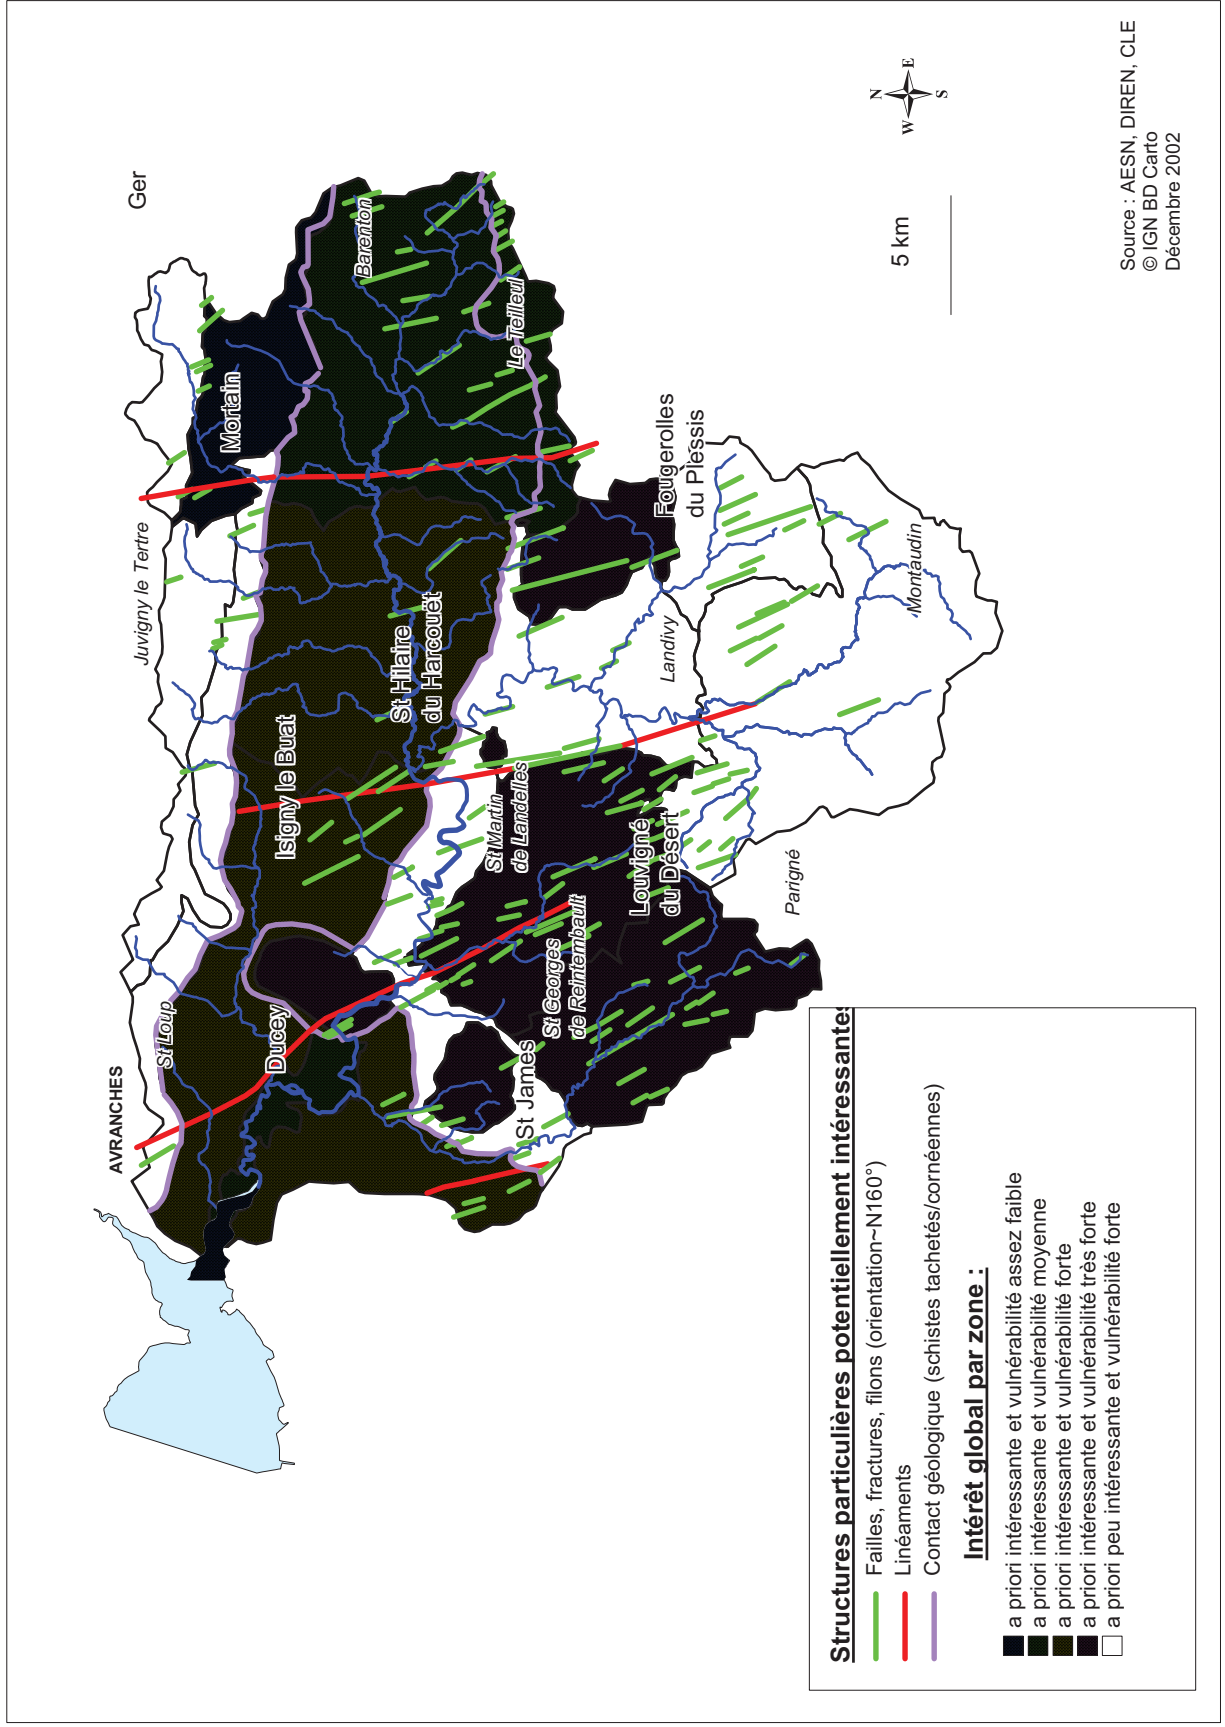 AVRANCHES
Juvigny le Tertre
Ger
St Loup
Mortain
Ducey
Isigny le Buat
Barenton
St Hilaire
du Harcouët
Le Teilleul
St Martin
de Landelles
St James
St Georges
de Reintembault
Louvigné
du Désert
Landivy
Fougerolles
du Plessis
Parigné
Montaudin
N
W
E
S
5 km
Structures particulières potentiellement intéressantes
Failles, fractures, filons (orientation~N160°)
Linéaments
Contact géologique (schistes tachetés/cornéennes)
Intérêt global par zone :
a priori intéressante et vulnérabilité assez faible
a priori intéressante et vulnérabilité moyenne
a priori intéressante et vulnérabilité forte
a priori intéressante et vulnérabilité très forte
a priori peu intéressante et vulnérabilité forte
Source : AESN, DIREN, CLE
© IGN BD Carto
Décembre 2002